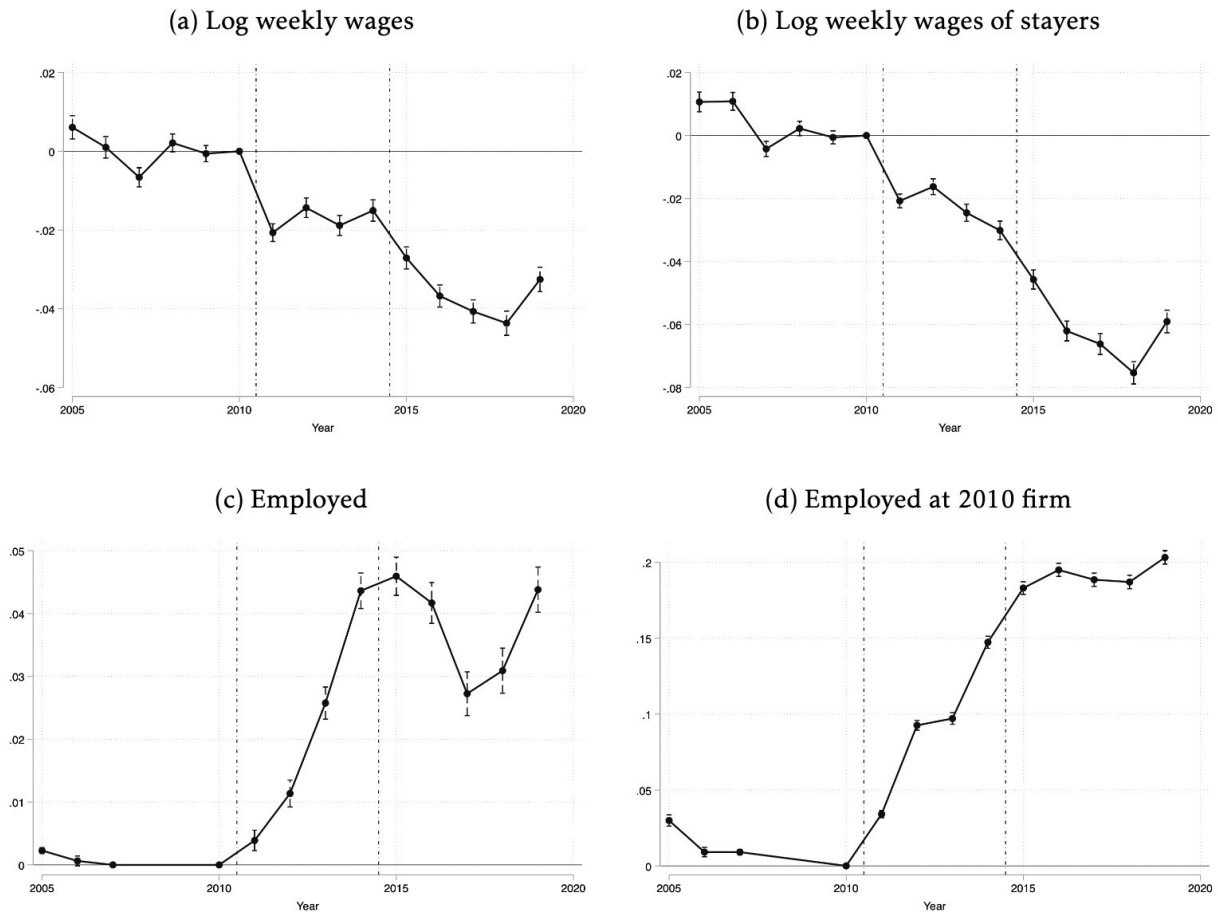 (a) Log weekly wages
.02
0
-.02
-.04
-.06
2005 2010 2015 2020
Year
(b) Log weekly wages of stayers
.02
0
-.02
-.04
-.06
-.08
2005 2010 2015 2020
Year
(c) Employed
.05
.04
.03
.02
.01
0
2005 2010 2015 2020
Year
(d) Employed at 2010 firm
.2
.15
.1
.05
0
2005 2010 2015 2020
Year